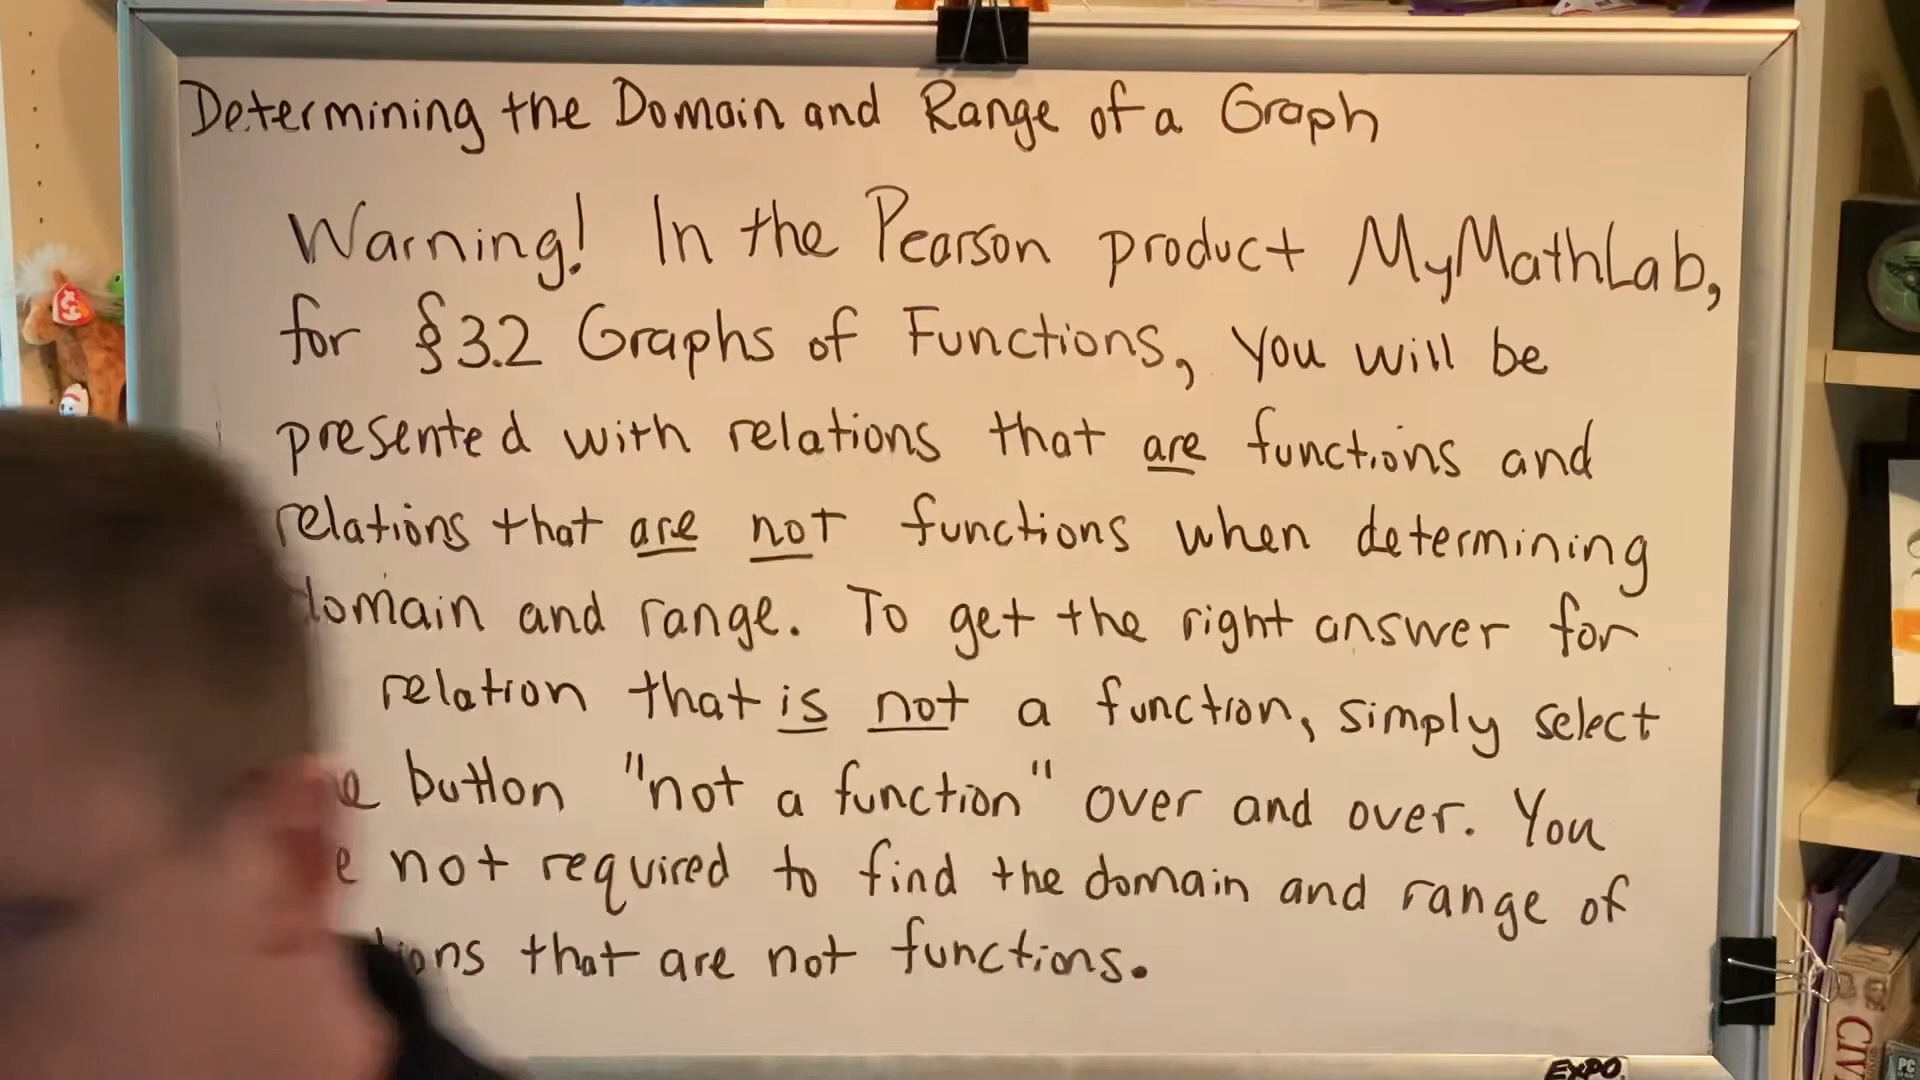 Determining the Domain and Range of a Graph
Warning! In the Pearson product MyMathLab,
for §3.2 Graphs of Functions, you will be
presented with relations that are functions and
relations that are not functions when determining
domain and range. To get the right answer for
relation that is not a function, simply select
button "not a function" over and over. You
not required to find the domain and range of
that are not functions.
EXPO
CIV
PC